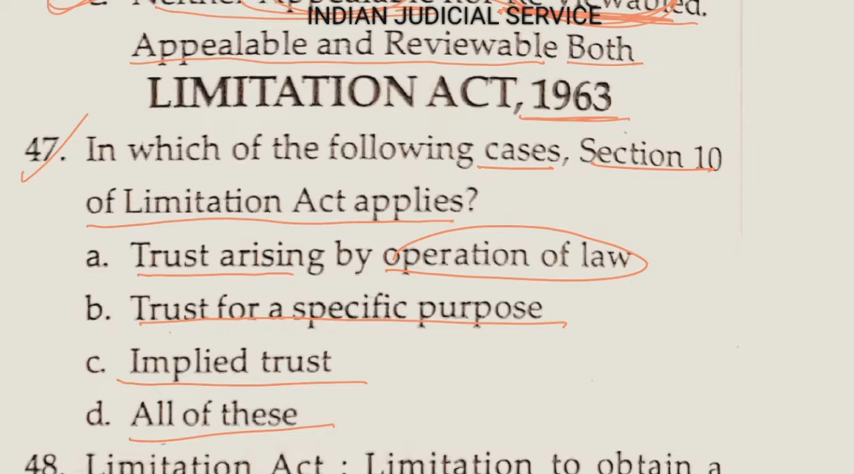 INDIAN JUDICIAL SERVICE
Appealable and Reviewable Both
LIMITATION ACT, 1963
47. In which of the following cases, Section 10
of Limitation Act applies?
a. Trust arising by operation of law
b. Trust for a specific purpose
c. Implied trust
d. All of these
48. Limitation Act : Limitation to obtain a